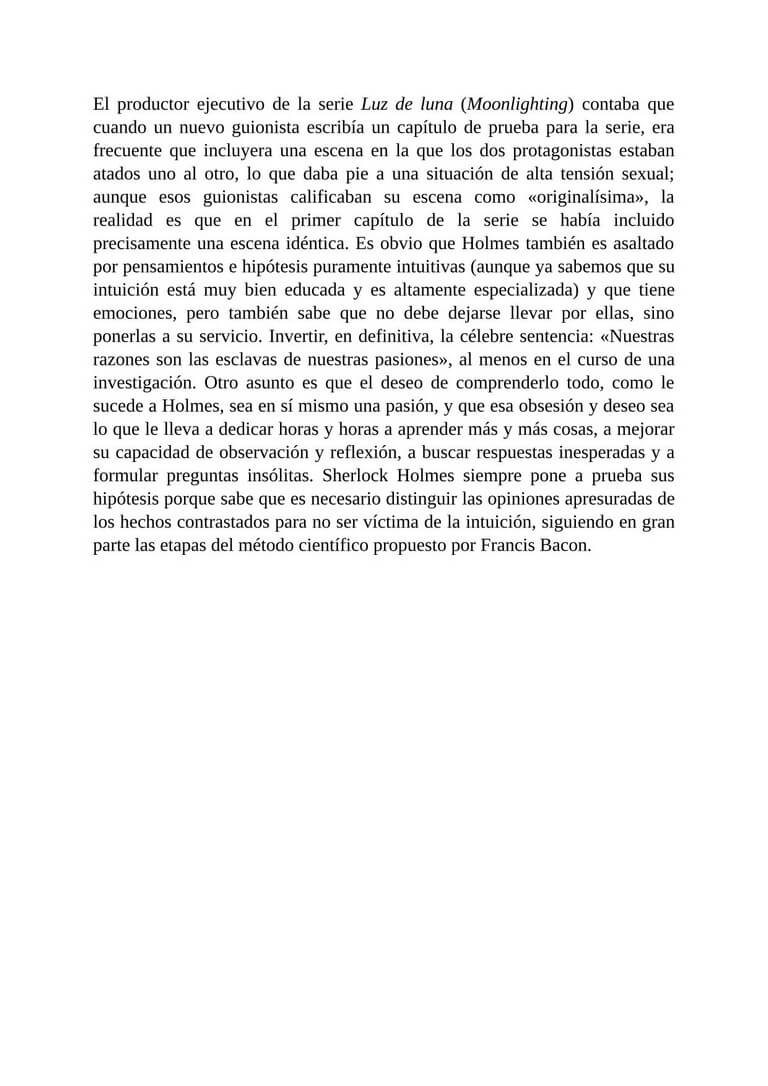 El productor ejecutivo de la serie Luz de luna (Moonlighting) contaba que
cuando un nuevo guionista escribía un capítulo de prueba para la serie, era
frecuente que incluyera una escena en la que los dos protagonistas estaban
atados uno al otro, lo que daba pie a una situación de alta tensión sexual;
aunque esos guionistas calificaban su escena como «originalísima», la
realidad es que en el primer capítulo de la serie se había incluido
precisamente una escena idéntica. Es obvio que Holmes también es asaltado
por pensamientos e hipótesis puramente intuitivas (aunque ya sabemos que su
intuición está muy bien educada y es altamente especializada) y que tiene
emociones, pero también sabe que no debe dejarse llevar por ellas, sino
ponerlas a su servicio. Invertir, en definitiva, la célebre sentencia: «Nuestras
razones son las esclavas de nuestras pasiones», al menos en el curso de una
investigación. Otro asunto es que el deseo de comprenderlo todo, como le
sucede a Holmes, sea en sí mismo una pasión, y que esa obsesión y deseo sea
lo que le lleva a dedicar horas y horas a aprender más y más cosas, a mejorar
su capacidad de observación y reflexión, a buscar respuestas inesperadas y a
formular preguntas insólitas. Sherlock Holmes siempre pone a prueba sus
hipótesis porque sabe que es necesario distinguir las opiniones apresuradas de
los hechos contrastados para no ser víctima de la intuición, siguiendo en gran
parte las etapas del método científico propuesto por Francis Bacon.